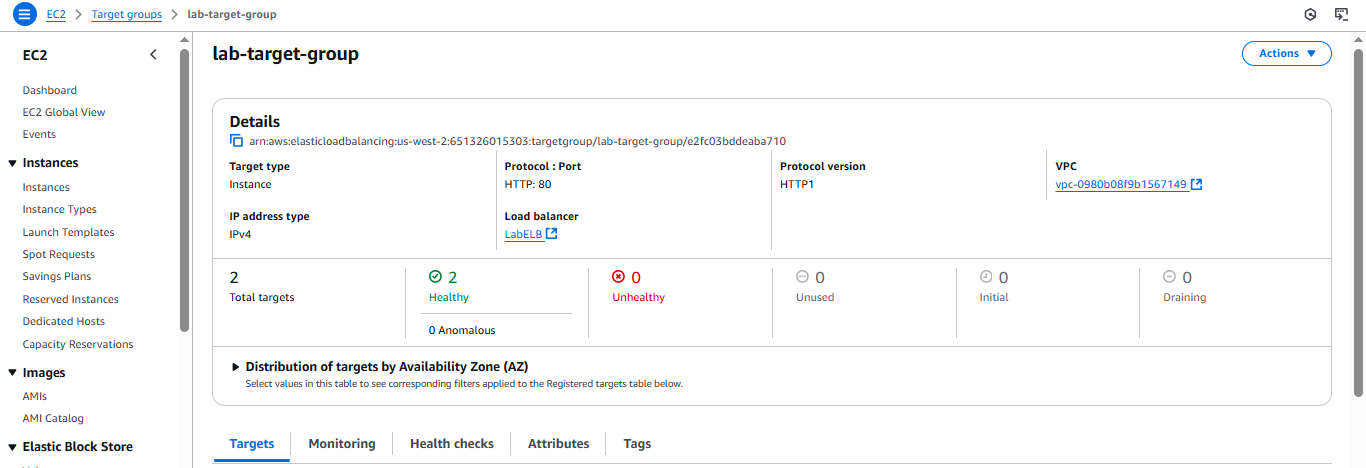 EC2 > Target groups > lab-target-group
EC2
Dashboard
EC2 Global View
Events
Instances
Instances
Instance Types
Launch Templates
Spot Requests
Savings Plans
Reserved Instances
Dedicated Hosts
Capacity Reservations
Images
AMIs
AMI Catalog
Elastic Block Store
lab-target-group
Actions
Details
arn:aws:elasticloadbalancing:us-west-2:651326015303:targetgroup/lab-target-group/e2fc03bddeaba710
Target type
Instance
Protocol : Port
HTTP: 80
Protocol version
HTTP1
VPC
vpc-0980b08f9b1567149
IP address type
IPv4
Load balancer
LabELB
2
Total targets
2
Healthy
0 Anomalous
0
Unhealthy
0
Unused
0
Initial
0
Draining
Distribution of targets by Availability Zone (AZ)
Select values in this table to see corresponding filters applied to the Registered targets table below.
Targets
Monitoring
Health checks
Attributes
Tags